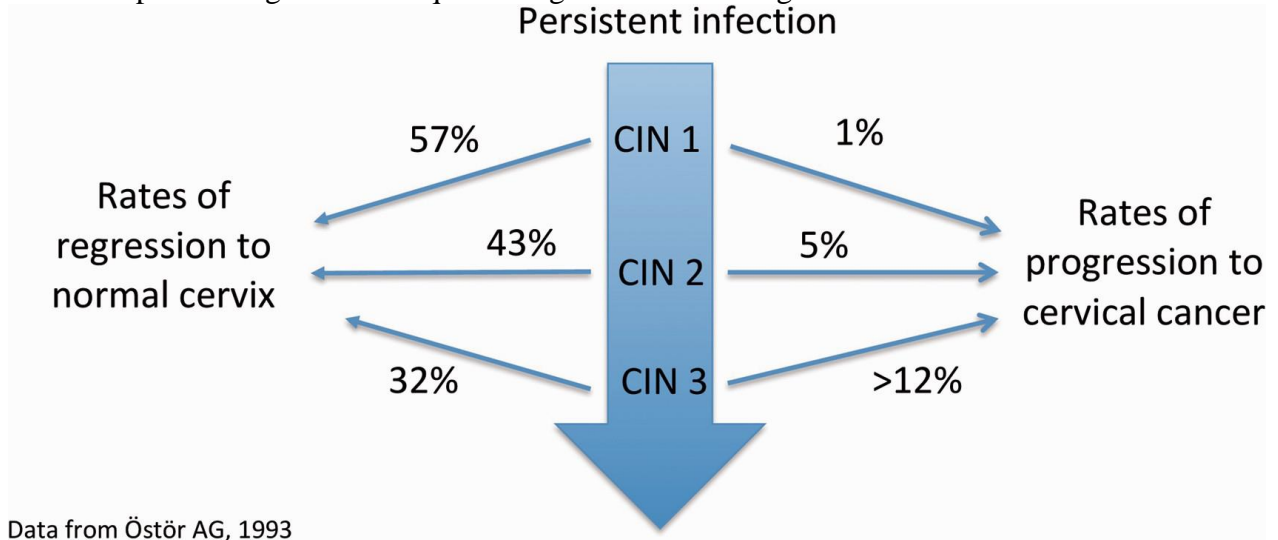 Persistent infection
57%
CIN 1
1%
Rates of
regression to
normal cervix
43%
CIN 2
5%
Rates of
progression to
cervical cancer
32%
CIN 3
>12%
Data from Östör AG, 1993